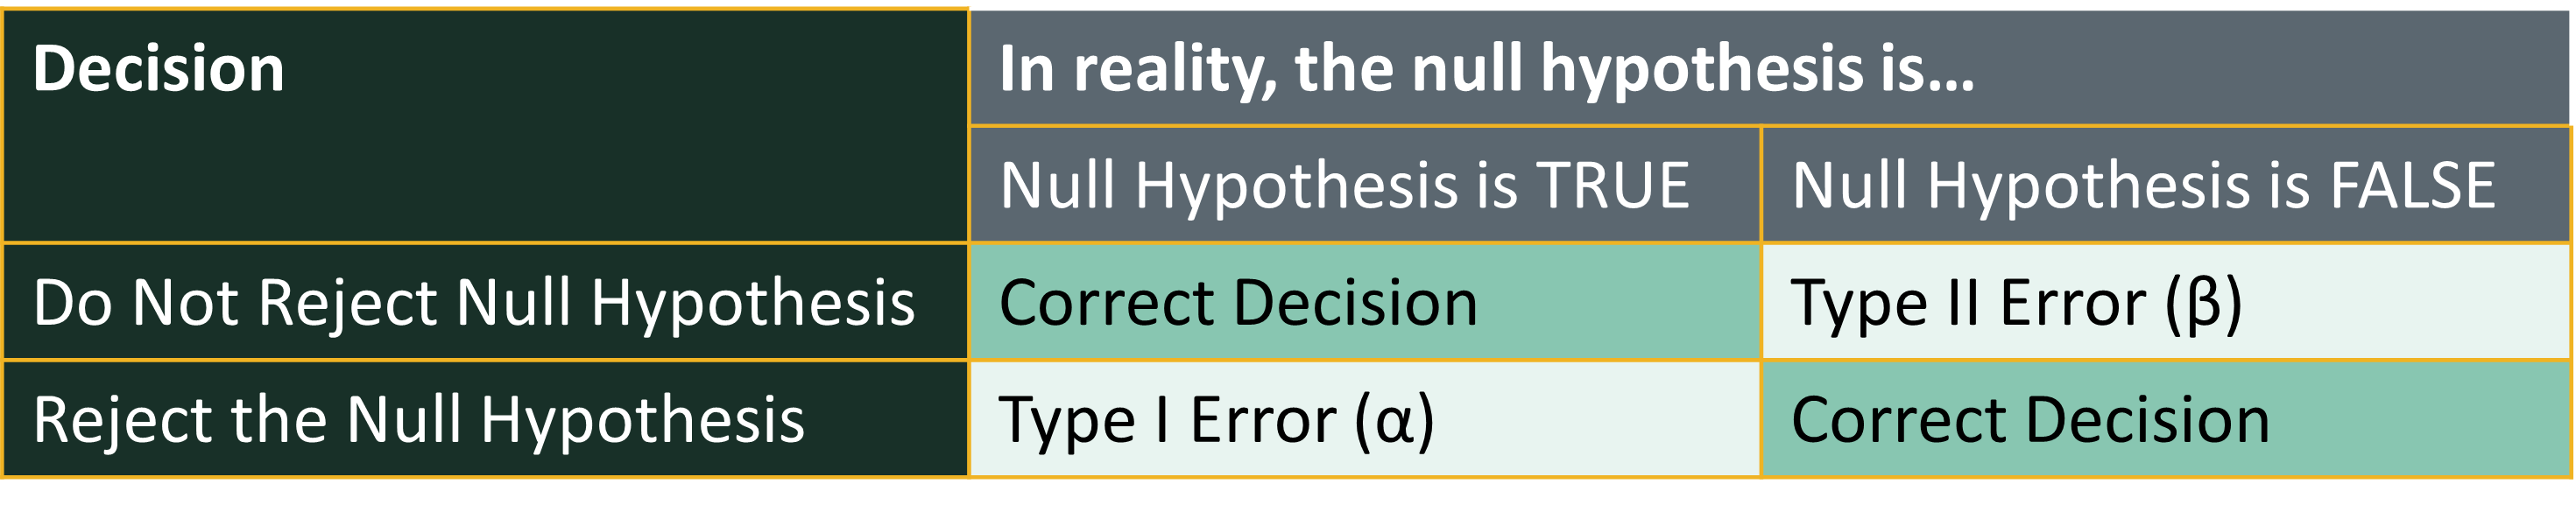 Decision
In reality, the null hypothesis is...
Null Hypothesis is TRUE
Null Hypothesis is FALSE
Do Not Reject Null Hypothesis
Correct Decision
Type II Error (β)
Reject the Null Hypothesis
Type I Error (α)
Correct Decision